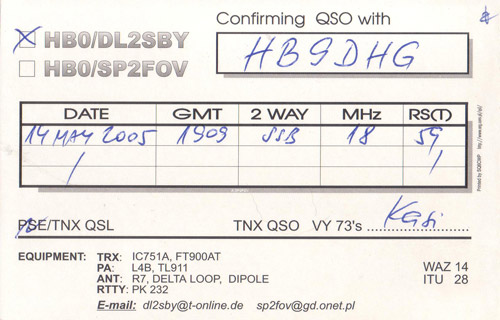 Confirming QSO with
HB0/DL2SBY
HB9DHG
HB0/SP2FOV
DATE GMT 2 WAY MHz RS(T)
14 MAY 2005 1909 SSB 18 59
PSE/TNX QSL TNX QSO VY 73's Kasi
EQUIPMENT: TRX: IC751A, FT900AT
PA: L4B, TL911
ANT: R7, DELTA LOOP, DIPOLE
RTTY: PK 232
WAZ 14
ITU 28
E-mail: dl2sby@t-online.de sp2fov@gd.onet.pl